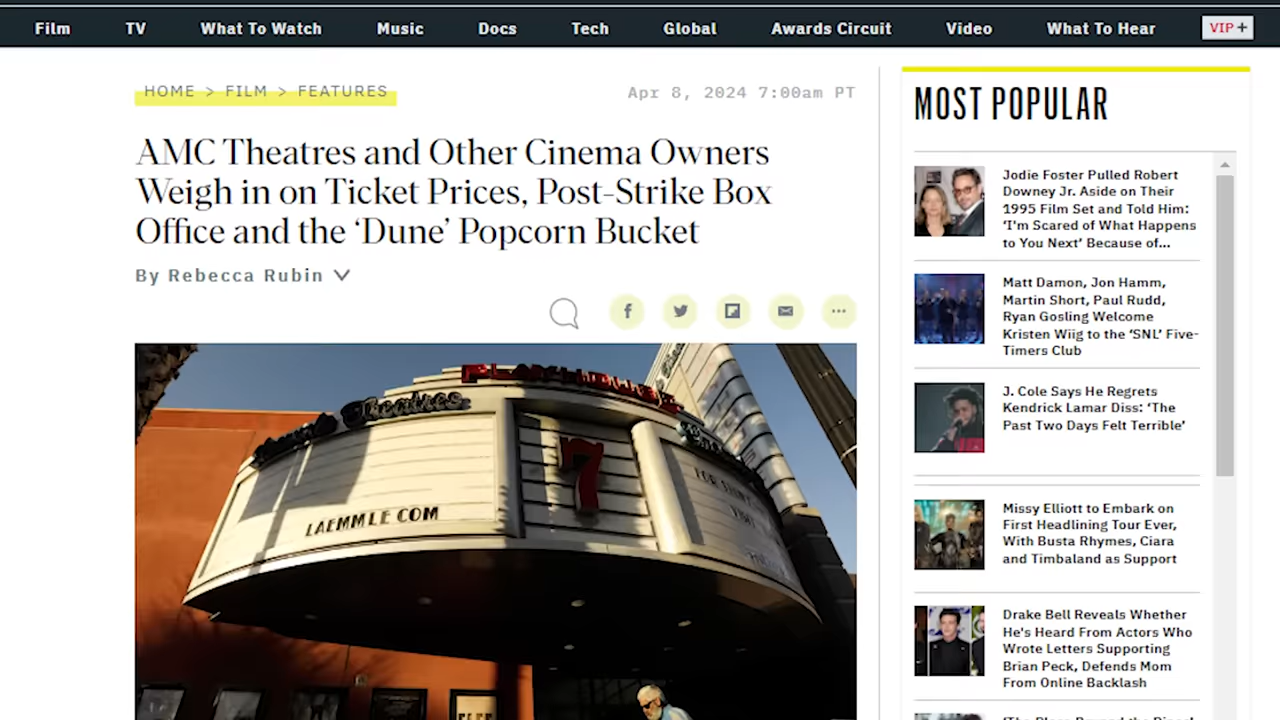 Film TV What To Watch Music Docs Tech Global Awards Circuit Video What To Hear VIP+
HOME > FILM > FEATURES
Apr 8, 2024 7:00am PT
AMC Theatres and Other Cinema Owners
Weigh in on Ticket Prices, Post-Strike Box
Office and the ‘Dune’ Popcorn Bucket
By Rebecca Rubin
Theatres
7
LAEMMLE COM
MOST POPULAR
Jodie Foster Pulled Robert
Downey Jr. Aside on Their
1995 Film Set and Told Him:
‘I’m Scared of What Happens
to You Next’ Because of...
Matt Damon, Jon Hamm,
Martin Short, Paul Rudd,
Ryan Gosling Welcome
Kristen Wiig to the ‘SNL’ Five-
Timers Club
J. Cole Says He Regrets
Kendrick Lamar Diss: ‘The
Past Two Days Felt Terrible’
Missy Elliott to Embark on
First Headlining Tour Ever,
With Busta Rhymes, Ciara
and Timbaland as Support
Drake Bell Reveals Whether
He's Heard From Actors Who
Wrote Letters Supporting
Brian Peck, Defends Mom
From Online Backlash